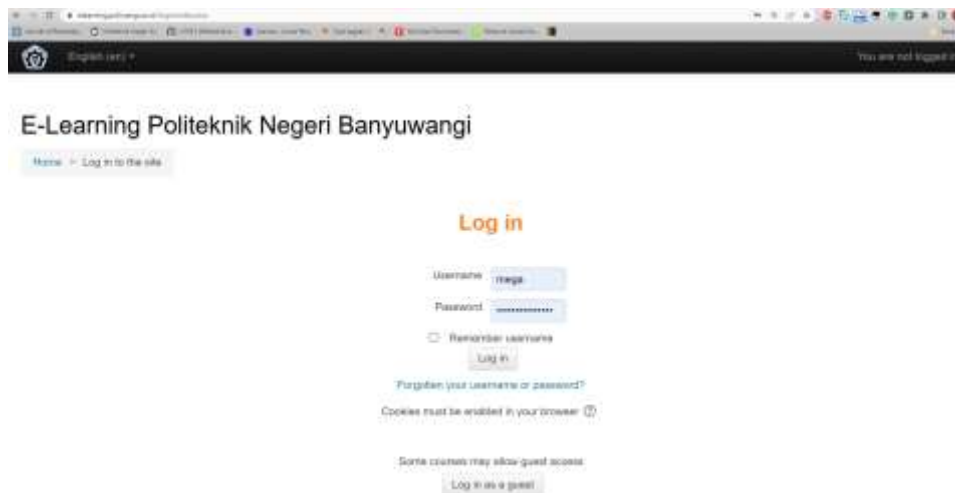 English (en)
You are not logged in
E-Learning Politeknik Negeri Banyuwangi
Home > Log in to the site
Log in
Username mega
Password ••••••••••••••
Remember username
Log in
Forgotten your username or password?
Cookies must be enabled in your browser
Some courses may allow guest access
Log in as a guest